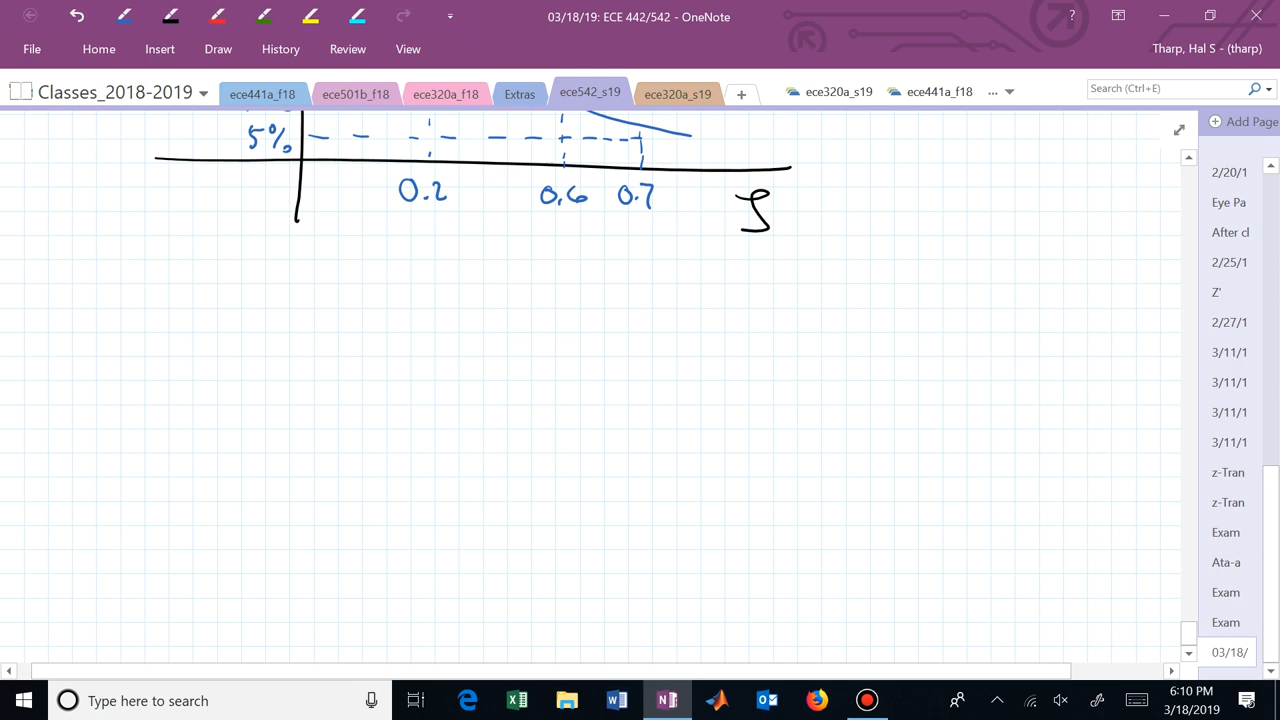 03/18/19: ECE 442/542 - OneNote
?
File Home Insert Draw History Review View
Tharp, Hal S - (tharp)
Classes_2018-2019
ece441a_f18 ece501b_f18 ece320a_f18 Extras ece542_s19 ece320a_s19 + ece320a_s19 ece441a_f18 ...
Search (Ctrl+E)
Add Page
5%
0.2 0.6 0.7 ζ
2/20/1
Eye Pa
After cl
2/25/1
Z'
2/27/1
3/11/1
3/11/1
3/11/1
3/11/1
z-Tran
z-Tran
Exam
Ata-a
Exam
Exam
03/18/
Type here to search
6:10 PM
3/18/2019